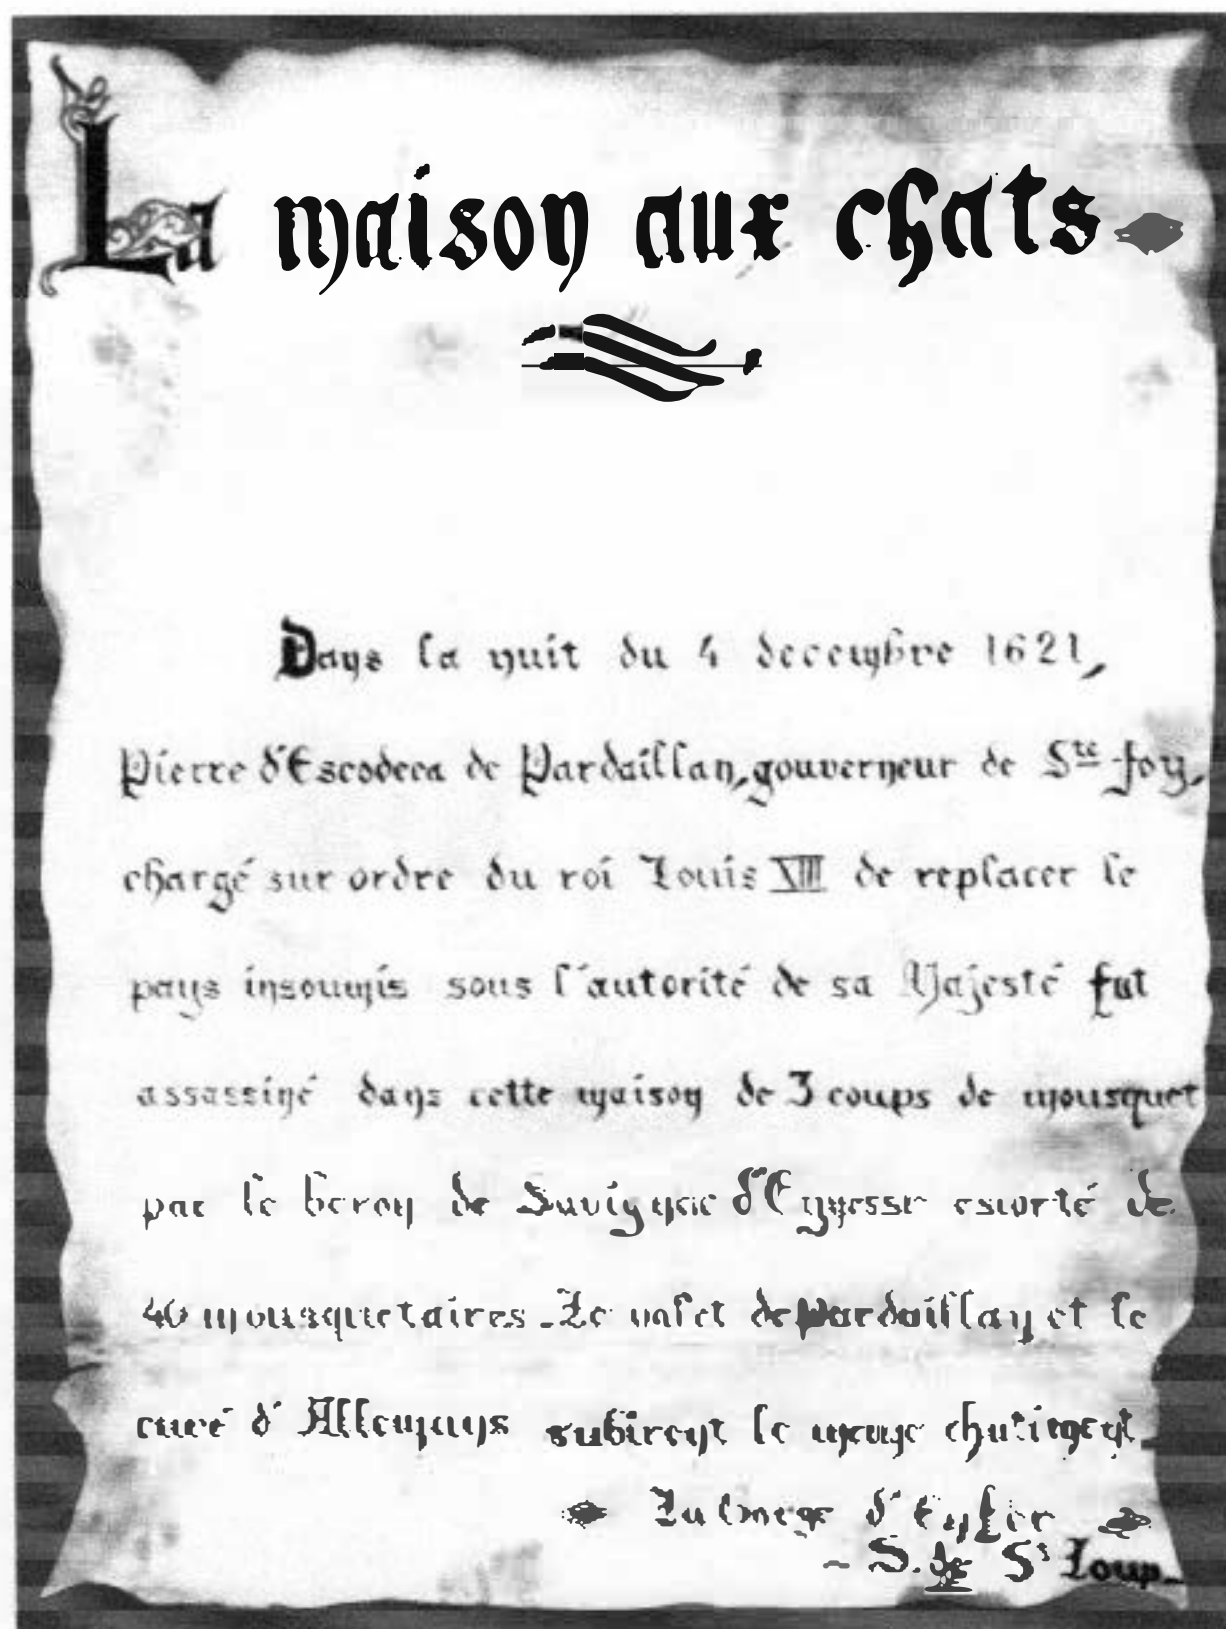 La maison aux chats
Dans la nuit du 4 decembre 1621,
Pierre d'Escodeca de Pardaillan, gouverneur de Ste Foy,
chargé sur ordre du roi Louis XIII de replacer le
pays insoumis sous l'autorité de sa Majesté fut
assassiné dans cette maison de 3 coups de mousquet
par le baron de Savignac d'Eynesse escorté de
40 mousquetaires. Le valet de Pardaillan et le
curé d'Allemans subirent le meme chatiment
d'
S. de St Loup